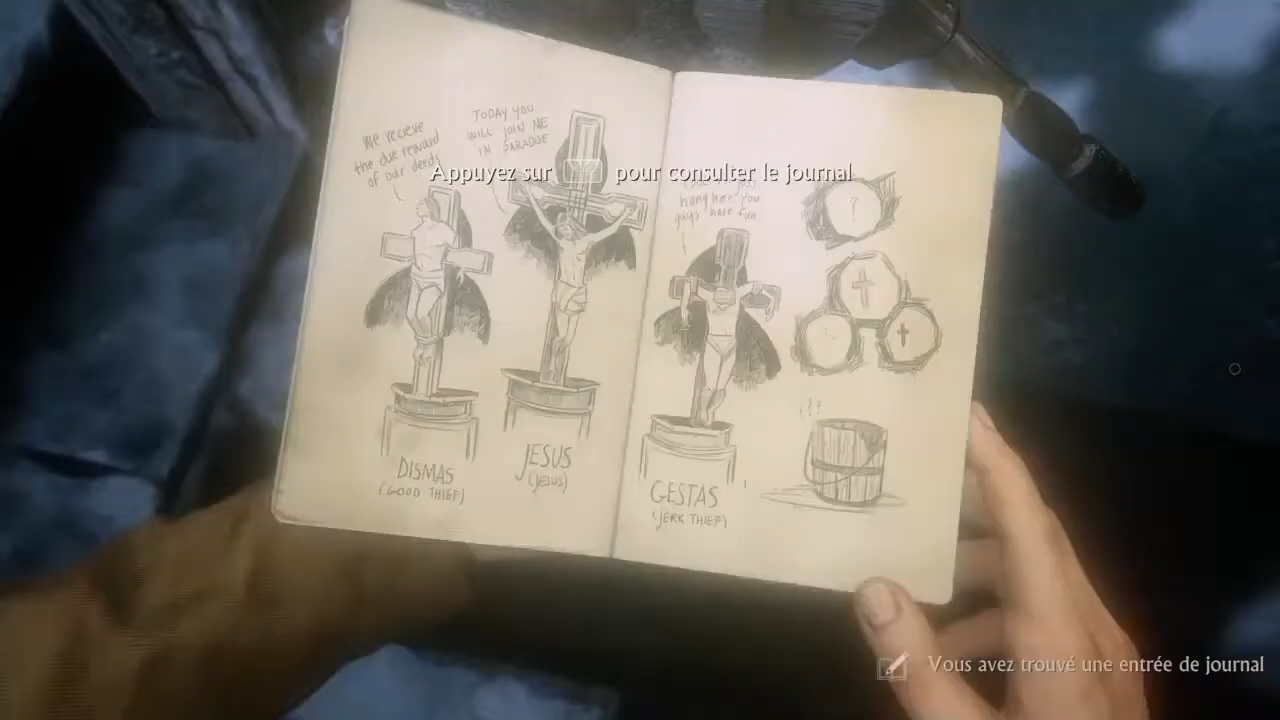 We recieve
the due reward
of our deeds
TODAY YOU
WILL JOIN ME
IN PARADISE
Appuyez sur pour consulter le journal
hang here. You
guys have fun.
?
DISMAS
(GOOD THIEF)
JESUS
(JESUS)
GESTAS
(JERK THIEF)
!!!
Vous avez trouvé une entrée de journal